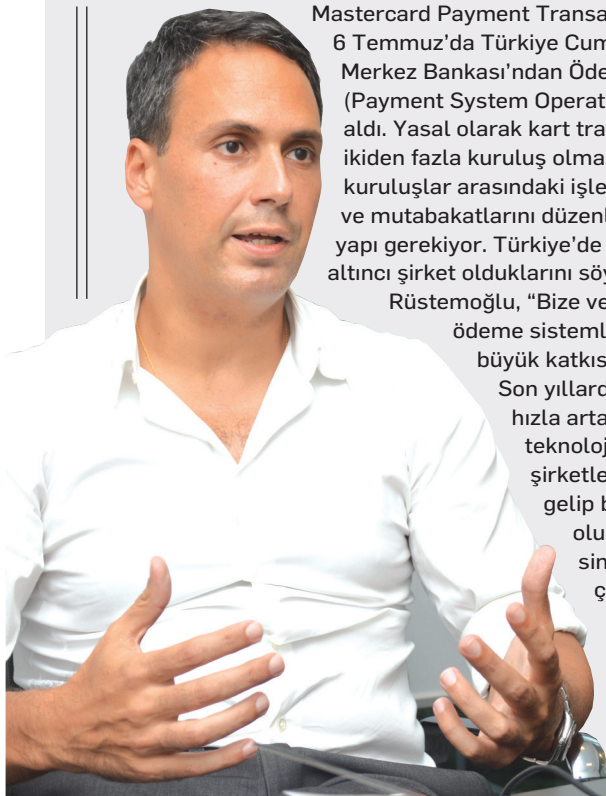 Mastercard Payment Transa
6 Temmuz’da Türkiye Cum
Merkez Bankası’ndan Öde
(Payment System Operat
aldı. Yasal olarak kart tra
ikiden fazla kuruluş olma
kuruluşlar arasındaki işle
ve mutabakatlarını düzenl
yapı gerekiyor. Türkiye’de
altıncı şirket olduklarını söy
Rüstemoğlu, “Bize ve
ödeme sisteml
büyük katkıs
Son yıllard
hızla arta
teknoloj
şirketle
gelip b
olu
sin
ç